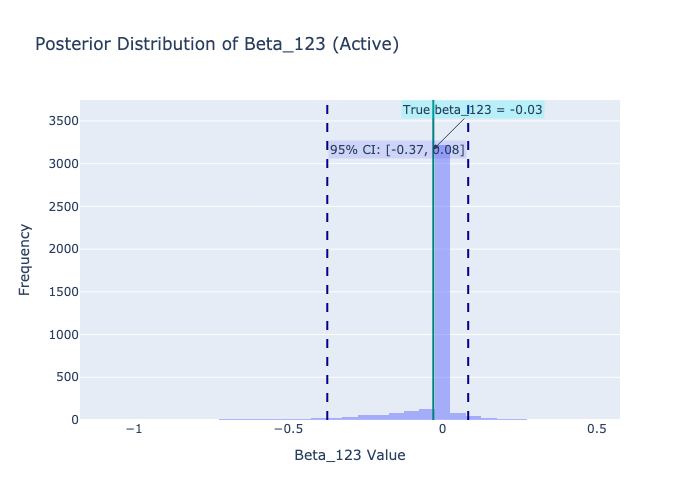 Posterior Distribution of Beta_123 (Active)
True beta_123 = -0.03
95% CI: [-0.37, 0.08]
3500
3000
2500
2000
1500
1000
500
0
Frequency
−1
−0.5
0
0.5
Beta_123 Value